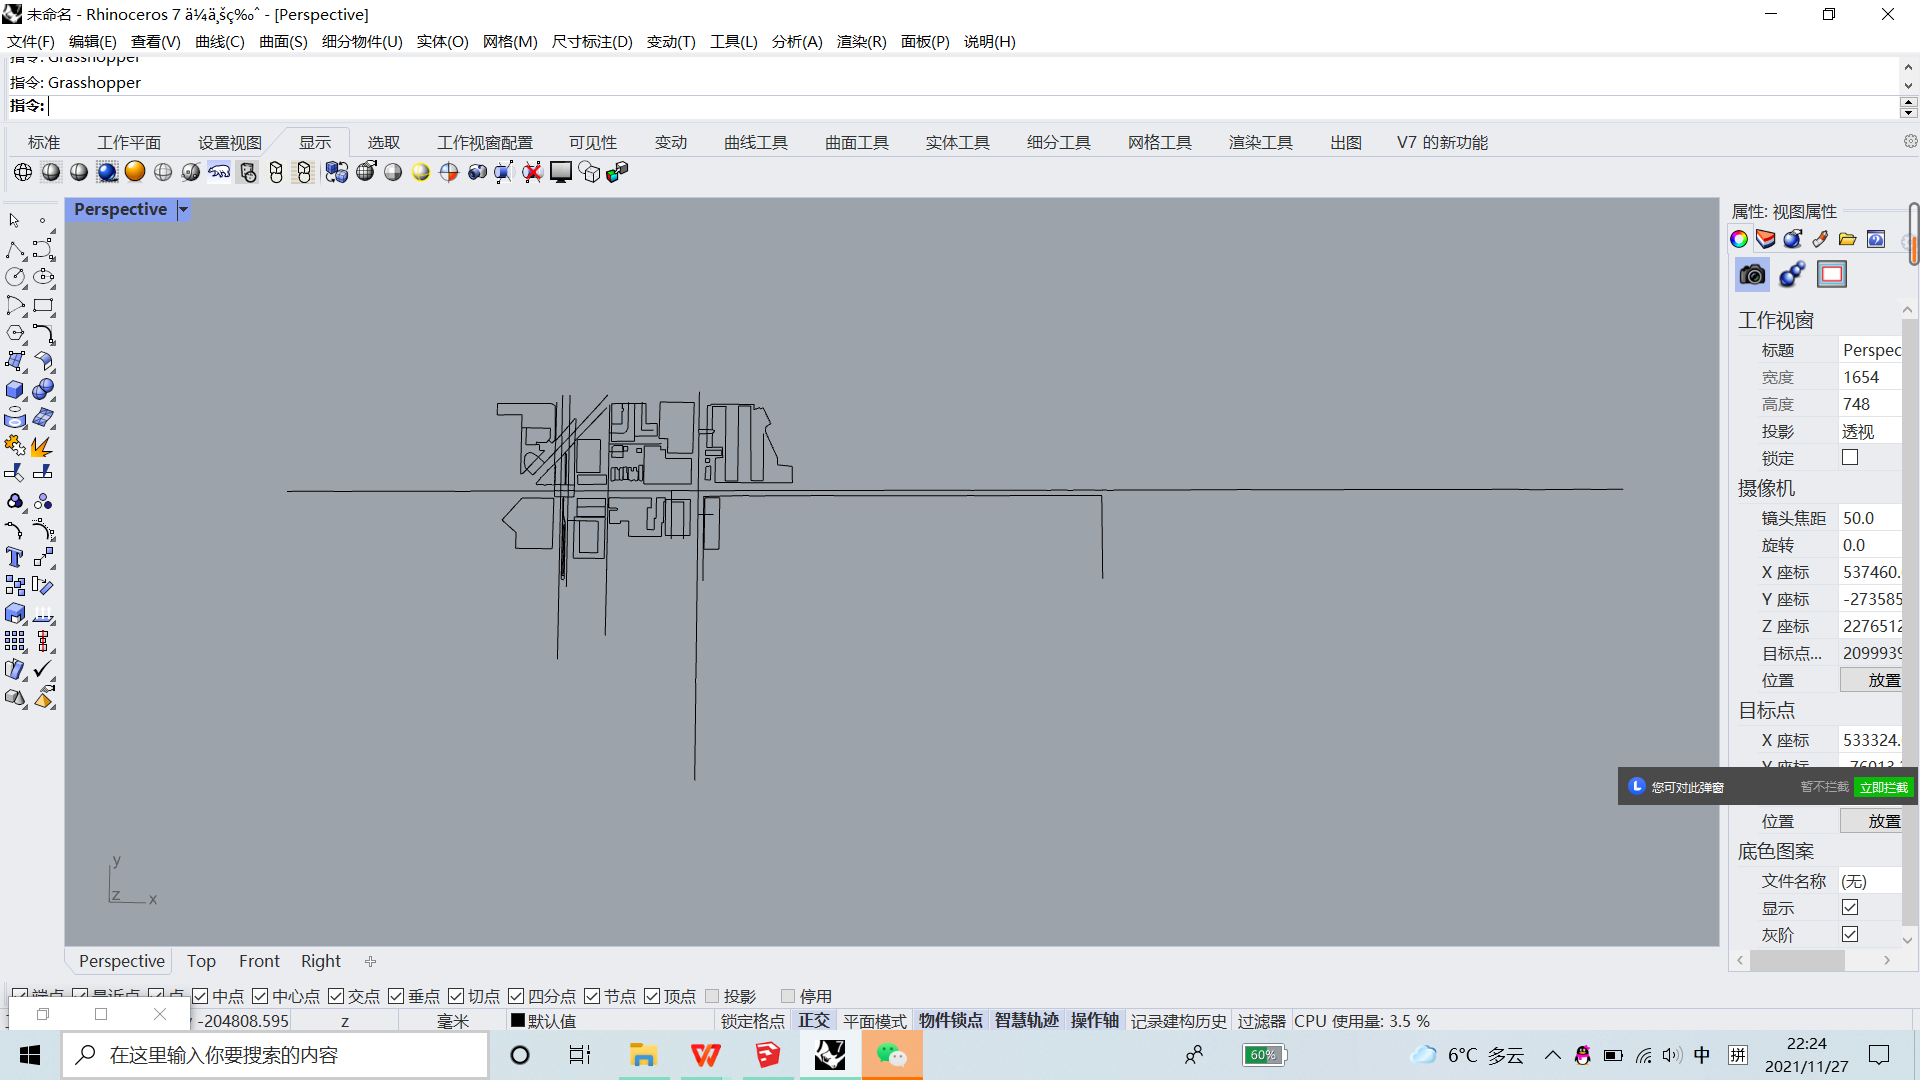 未命名 - Rhinoceros 7 ä¼ä¸šç‰ˆ - [Perspective]
文件(F) 编辑(E) 查看(V) 曲线(C) 曲面(S) 细分物件(U) 实体(O) 网格(M) 尺寸标注(D) 变动(T) 工具(L) 分析(A) 渲染(R) 面板(P) 说明(H)
指令: Grasshopper
指令: Grasshopper
指令:
标准 工作平面 设置视图 显示 选取 工作视窗配置 可见性 变动 曲线工具 曲面工具 实体工具 细分工具 网格工具 渲染工具 出图 V7 的新功能
Perspective
属性: 视图属性
工作视窗
标题 Perspec
宽度 1654
高度 748
投影 透视
锁定
摄像机
镜头焦距 50.0
旋转 0.0
X 座标 537460.
Y 座标 -273585
Z 座标 2276512
目标点... 2099939
位置 放置
目标点
X 座标 533324.
Y 座标 -76013.
您可对此弹窗 暂不拦截 立即拦截
位置 放置
底色图案
文件名称 (无)
显示
灰阶
y
z x
Perspective Top Front Right
端点 最近点 点 中点 中心点 交点 垂点 切点 四分点 节点 顶点 投影 停用
y -204808.595 z 毫米 默认值 锁定格点 正交 平面模式 物件锁点 智慧轨迹 操作轴 记录建构历史 过滤器 CPU 使用量: 3.5 %
在这里输入你要搜索的内容
60%
6°C 多云
中
拼
22:24
2021/11/27